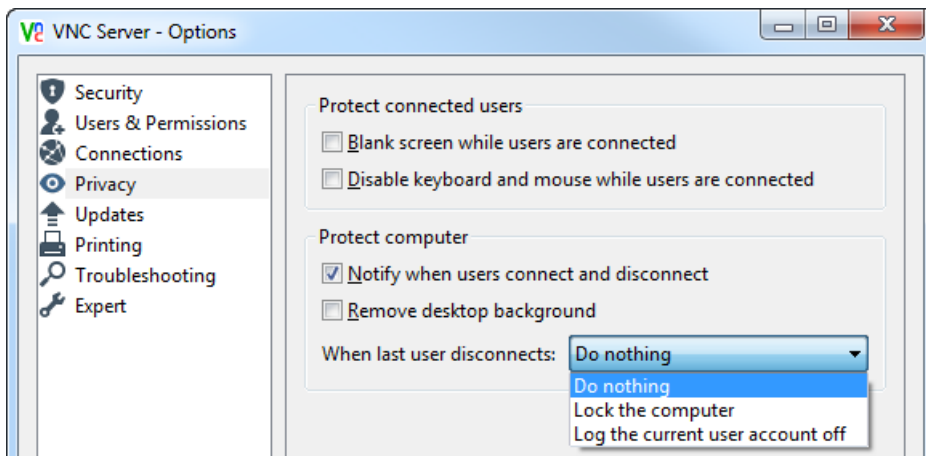 VNC Server - Options
Security
Users & Permissions
Connections
Privacy
Updates
Printing
Troubleshooting
Expert
Protect connected users
Blank screen while users are connected
Disable keyboard and mouse while users are connected
Protect computer
Notify when users connect and disconnect
Remove desktop background
When last user disconnects: Do nothing
Do nothing
Lock the computer
Log the current user account off